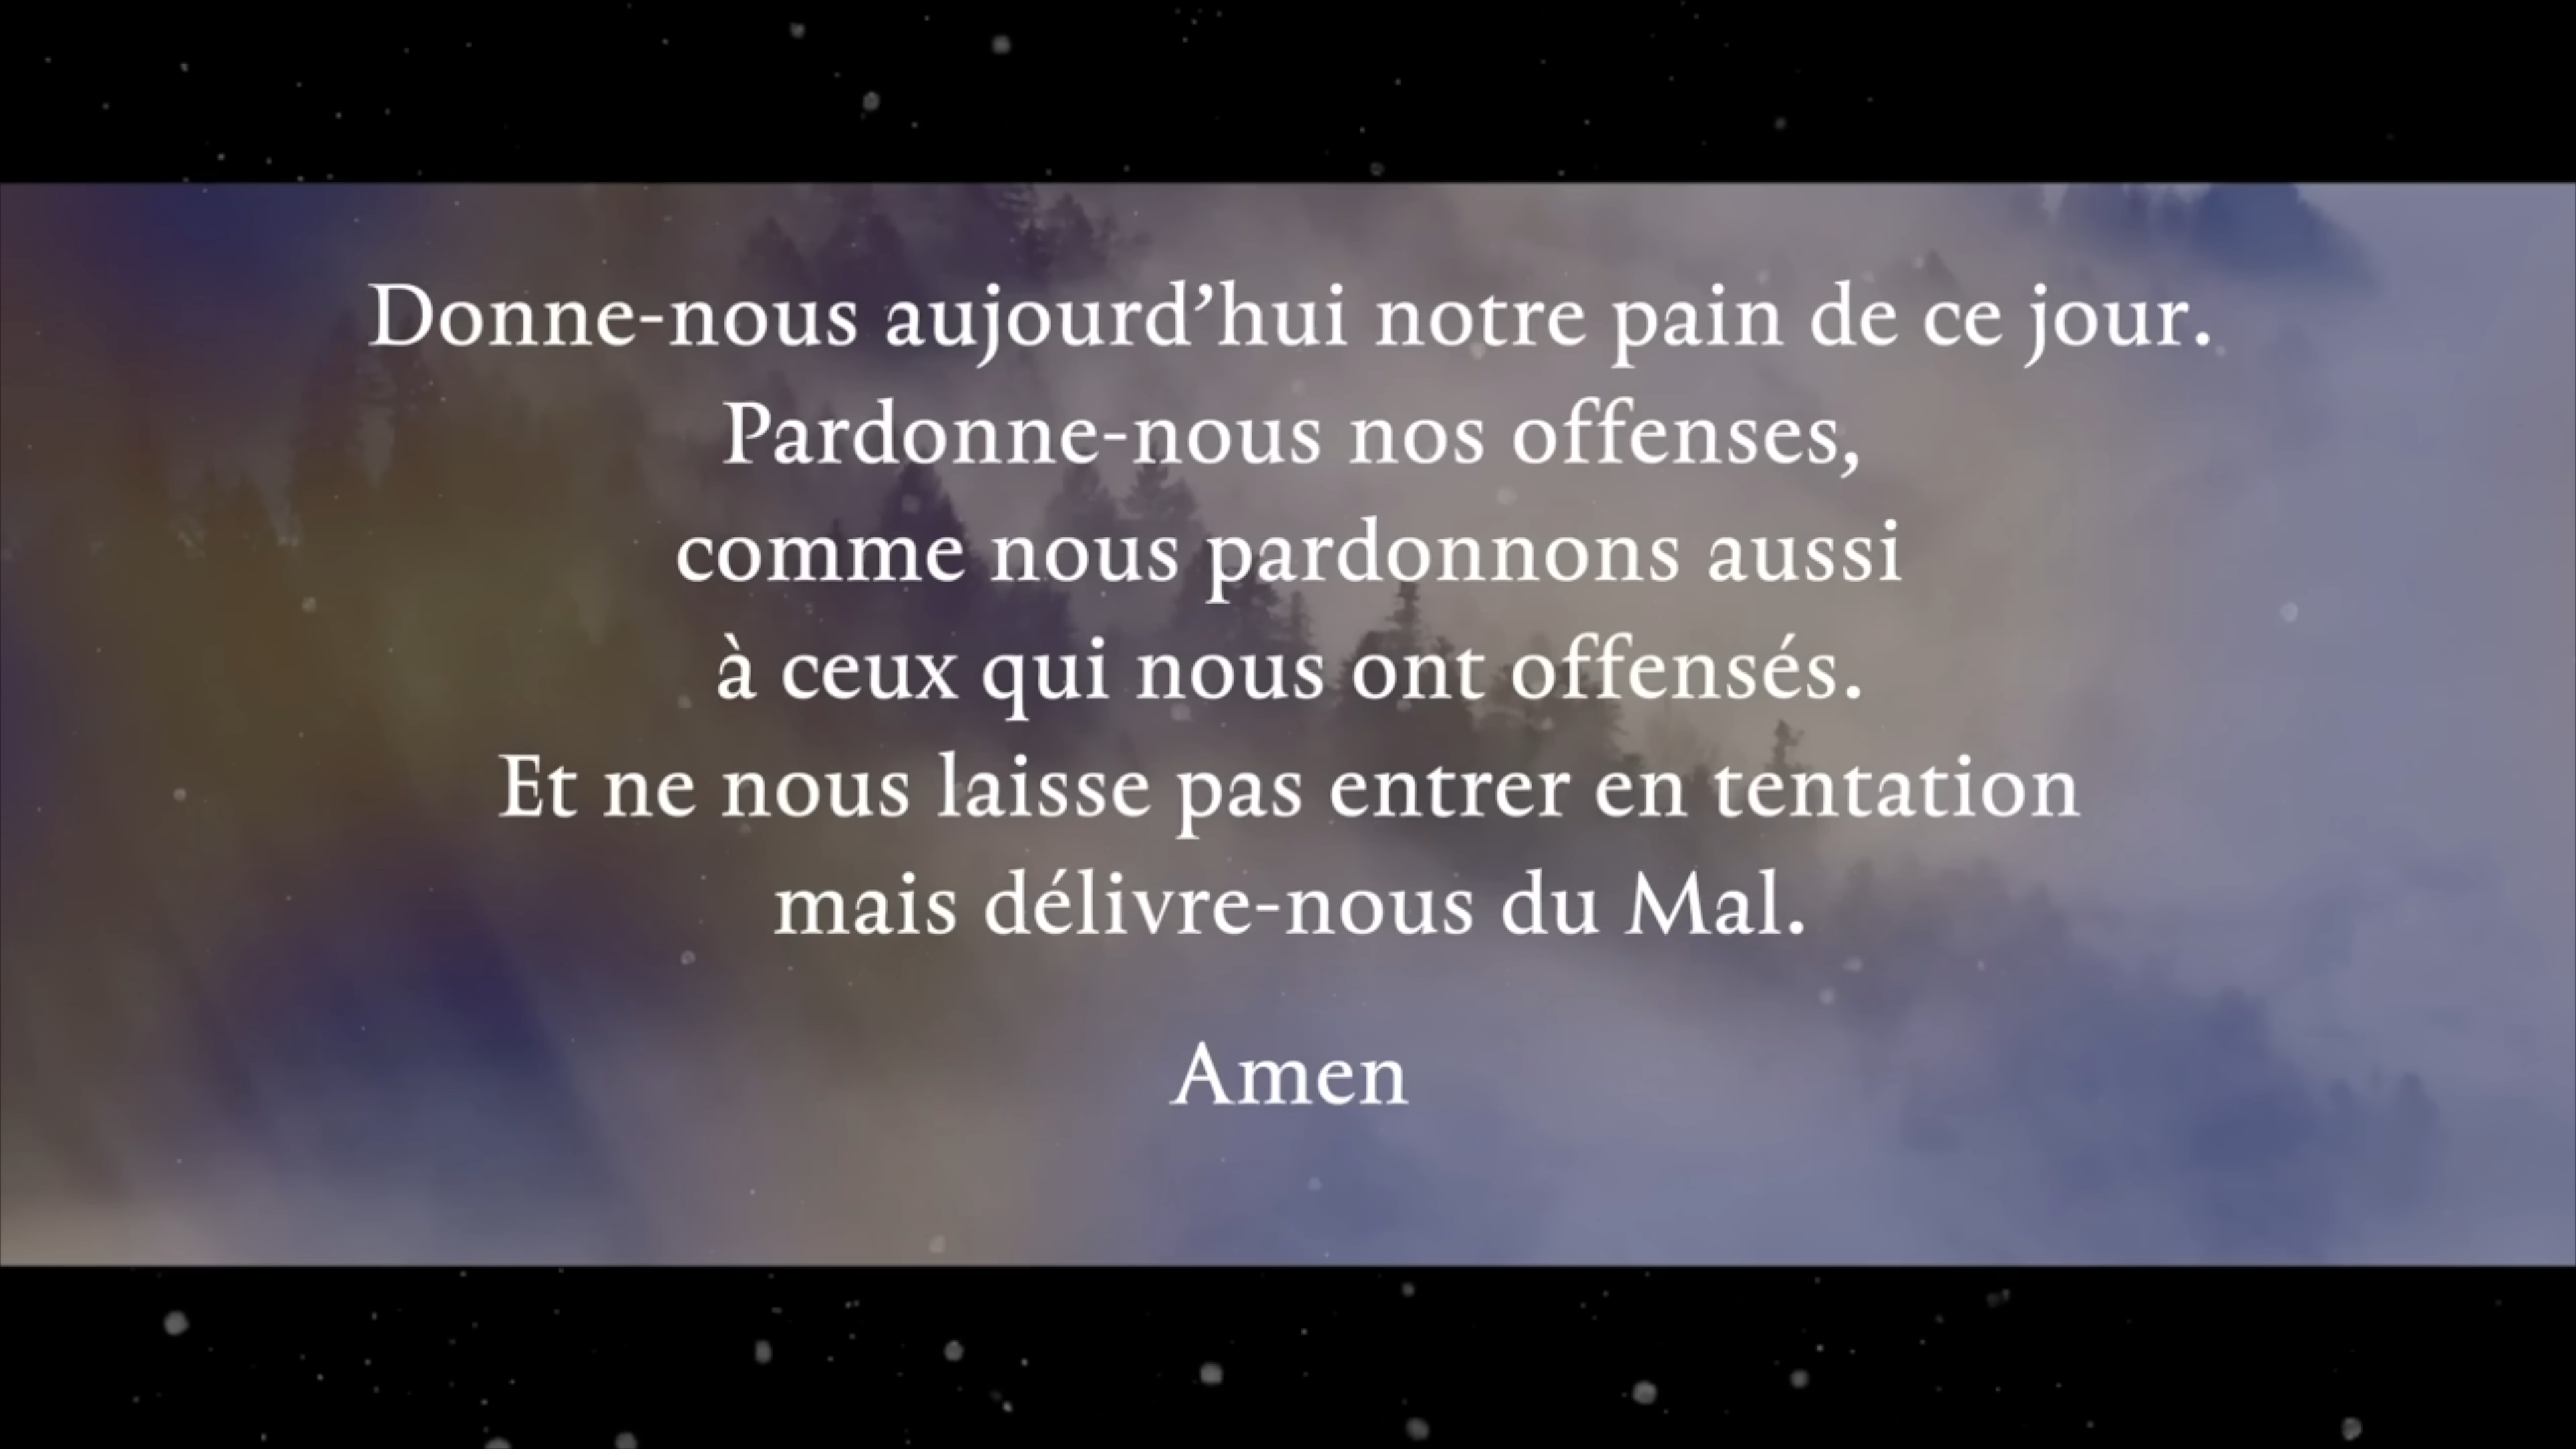 Donne-nous aujourd’hui notre pain de ce jour.
Pardonne-nous nos offenses,
comme nous pardonnons aussi
à ceux qui nous ont offensés.
Et ne nous laisse pas entrer en tentation
mais délivre-nous du Mal.
Amen